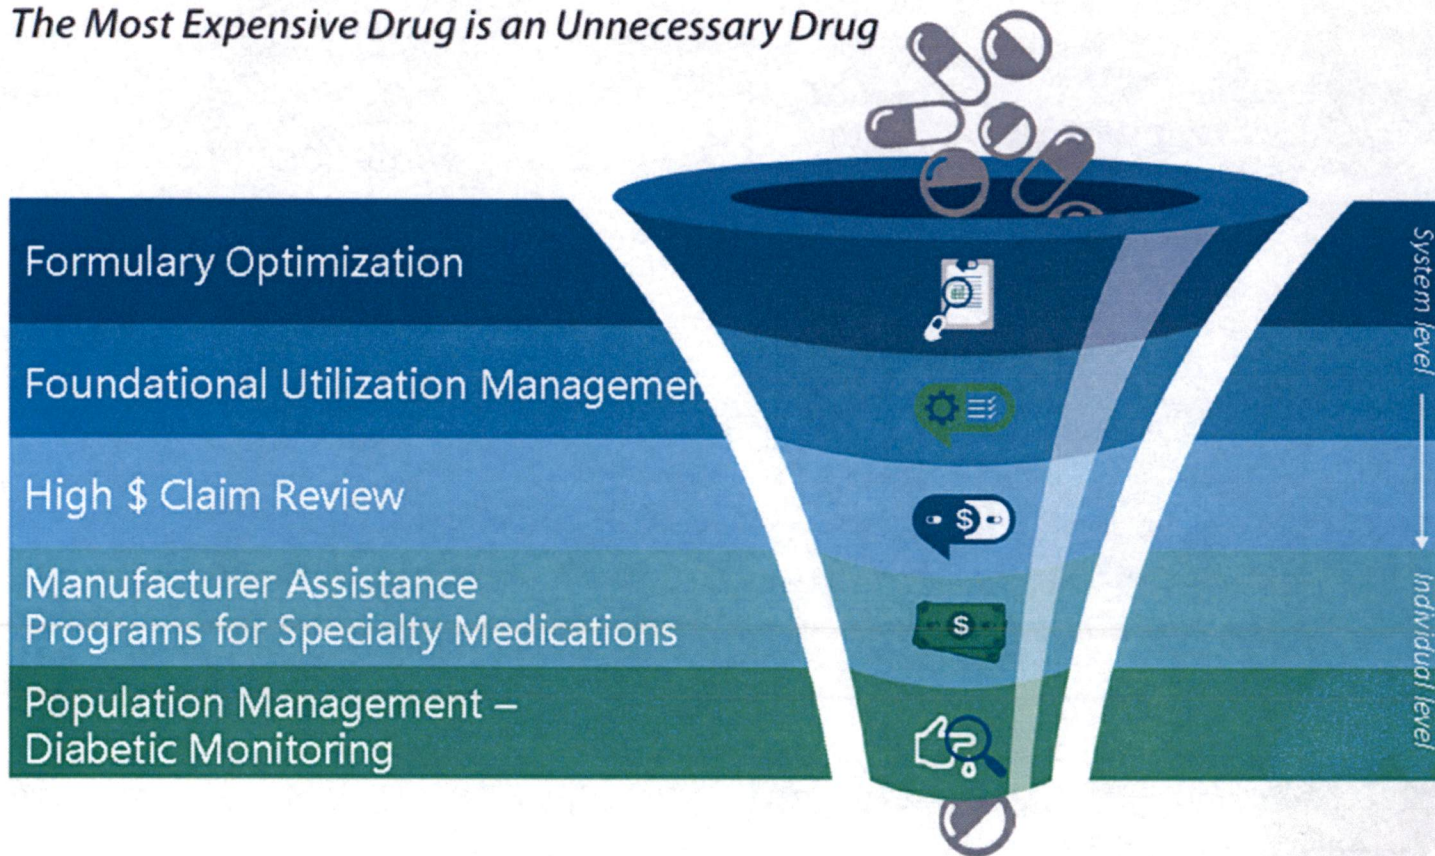 The Most Expensive Drug is an Unnecessary Drug
Formulary Optimization
Foundational Utilization Managemen
High $ Claim Review
Manufacturer Assistance
Programs for Specialty Medications
Population Management –
Diabetic Monitoring
System level
Individual level
$
$